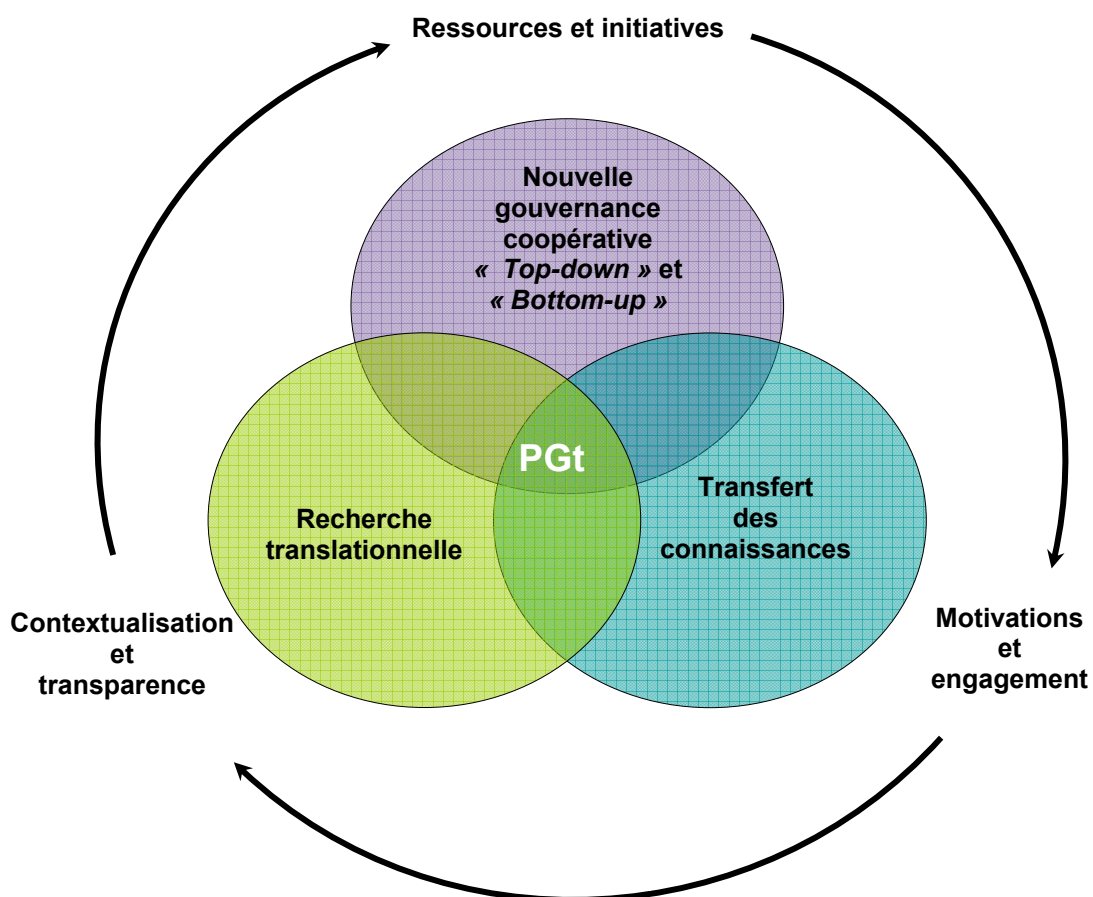 Ressources et initiatives
Nouvelle
gouvernance
coopérative
« Top-down » et
« Bottom-up »
PGt
Transfert
des
connaissances
Recherche
translationnelle
Contextualisation
et
transparence
Motivations
et
engagement